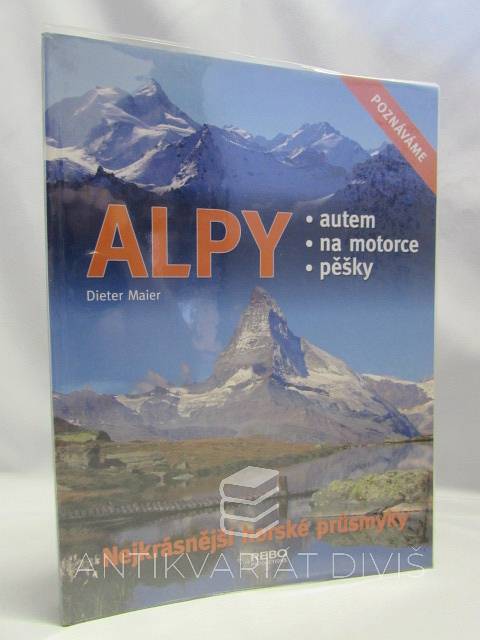 POZNÁVÁME
ALPY
• autem
• na motorce
• pěšky
Dieter Maier
Nejkrásnější horské průsmyky
REBO
ANTIKVARIÁT DIVIŠ